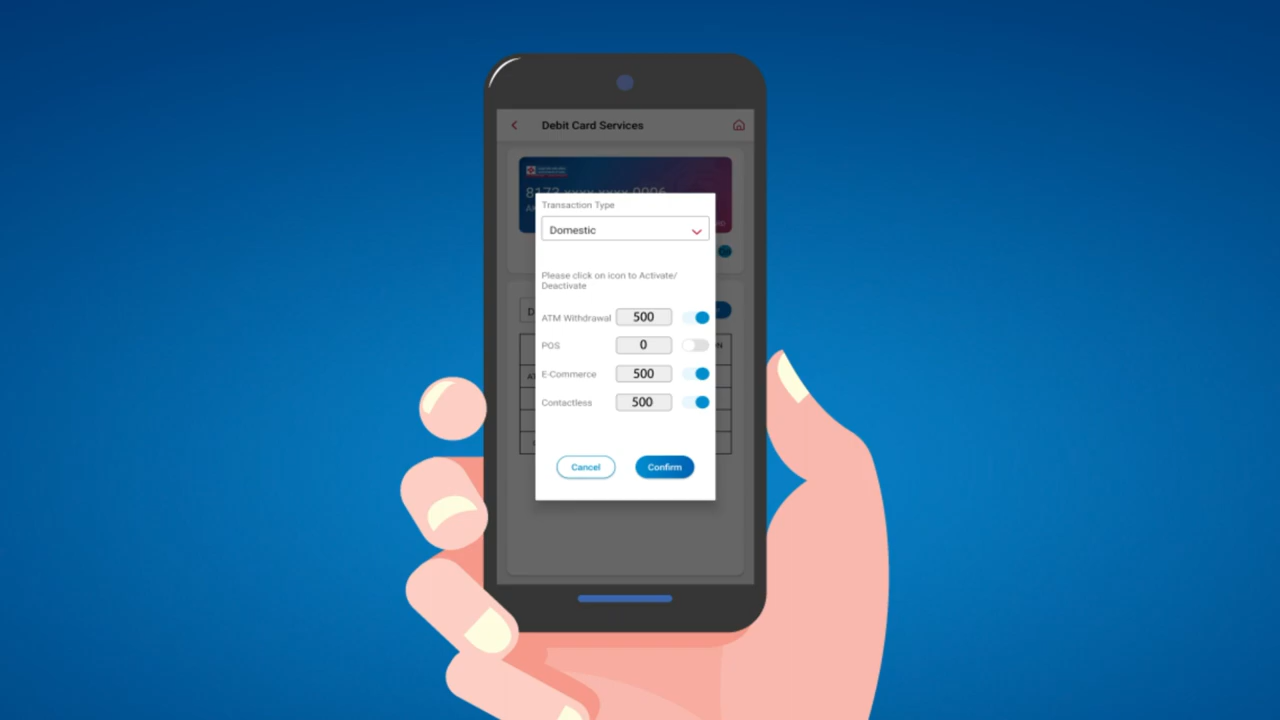 Debit Card Services
Transaction Type
Domestic
Please click on icon to Activate/
Deactivate
ATM Withdrawal 500
POS 0
E-Commerce 500
Contactless 500
Cancel Confirm